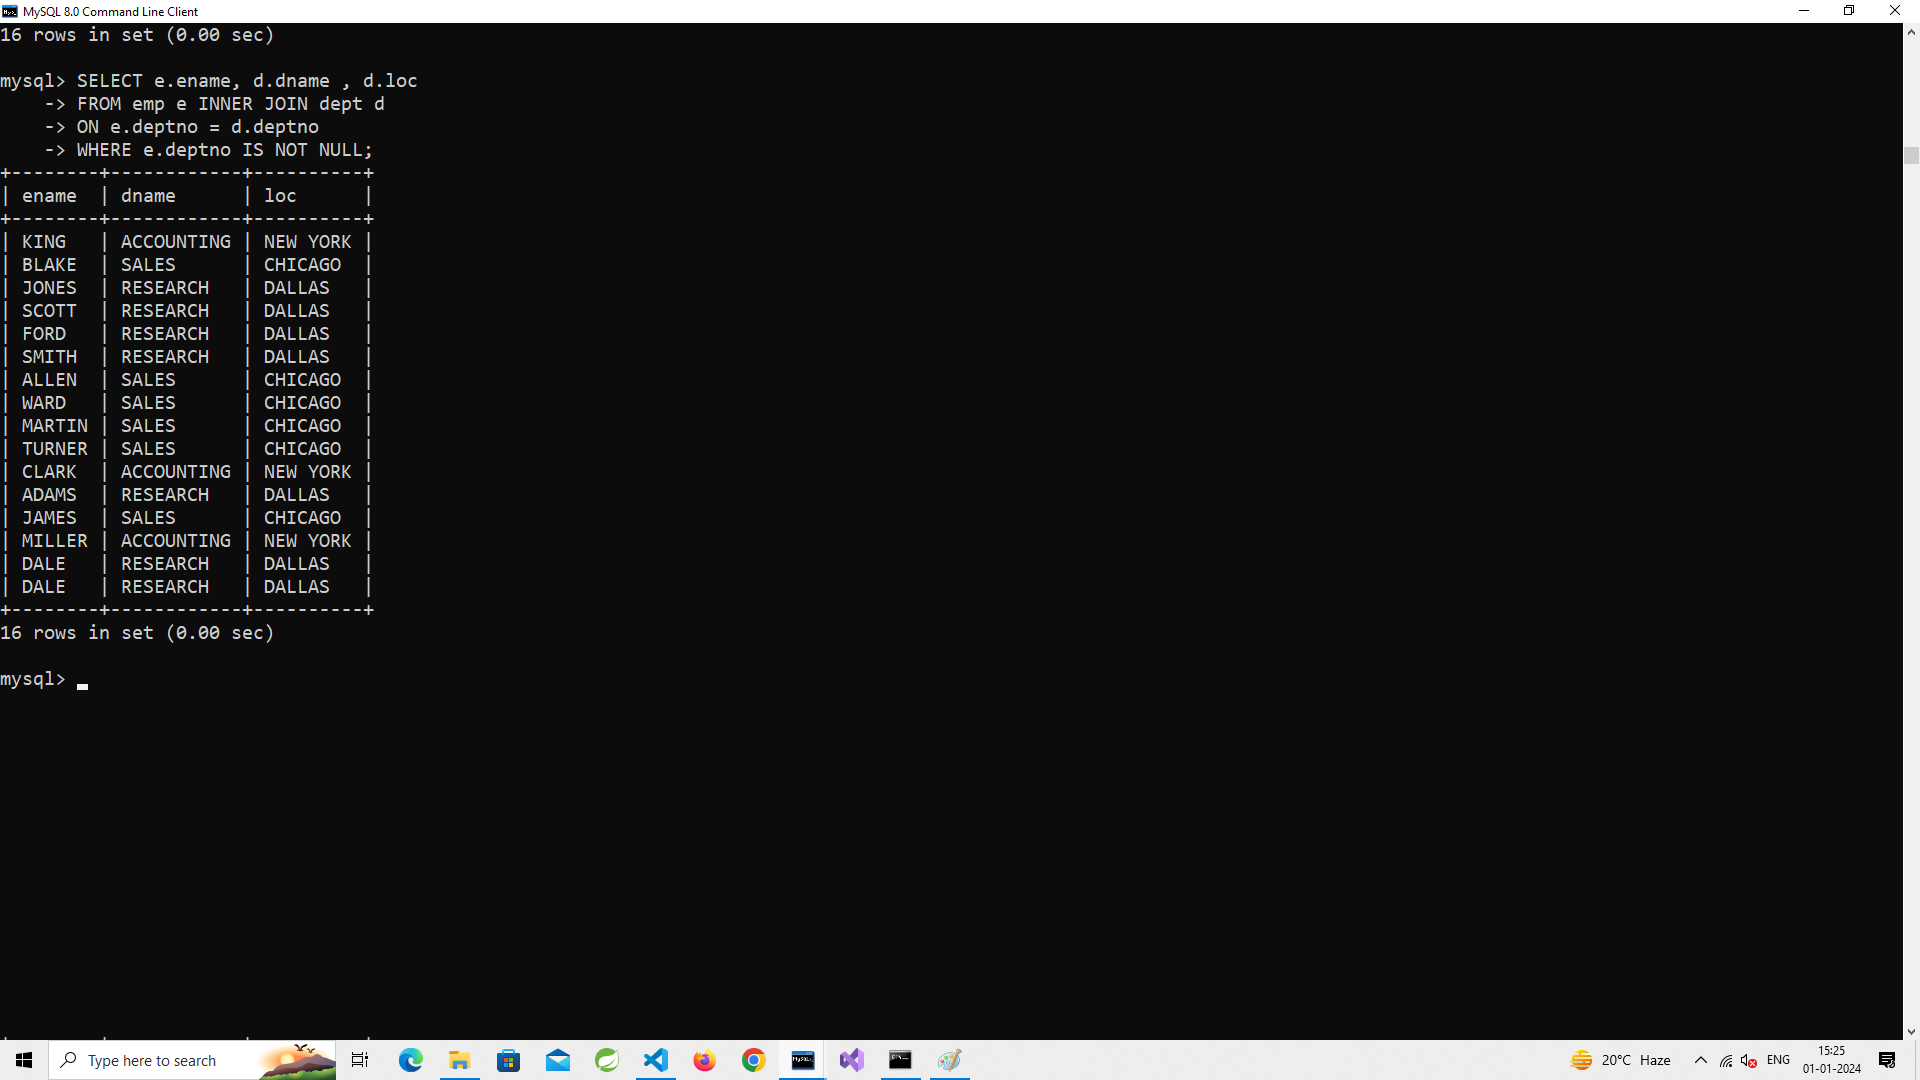 MySQL 8.0 Command Line Client
16 rows in set (0.00 sec)
mysql> SELECT e.ename, d.dname , d.loc
    -> FROM emp e INNER JOIN dept d
    -> ON e.deptno = d.deptno
    -> WHERE e.deptno IS NOT NULL;
+--------+------------+----------+
| ename  | dname      | loc      |
+--------+------------+----------+
| KING   | ACCOUNTING | NEW YORK |
| BLAKE  | SALES      | CHICAGO  |
| JONES  | RESEARCH   | DALLAS   |
| SCOTT  | RESEARCH   | DALLAS   |
| FORD   | RESEARCH   | DALLAS   |
| SMITH  | RESEARCH   | DALLAS   |
| ALLEN  | SALES      | CHICAGO  |
| WARD   | SALES      | CHICAGO  |
| MARTIN | SALES      | CHICAGO  |
| TURNER | SALES      | CHICAGO  |
| CLARK  | ACCOUNTING | NEW YORK |
| ADAMS  | RESEARCH   | DALLAS   |
| JAMES  | SALES      | CHICAGO  |
| MILLER | ACCOUNTING | NEW YORK |
| DALE   | RESEARCH   | DALLAS   |
| DALE   | RESEARCH   | DALLAS   |
+--------+------------+----------+
16 rows in set (0.00 sec)
mysql>
Type here to search
20°C Haze
ENG
15:25
01-01-2024